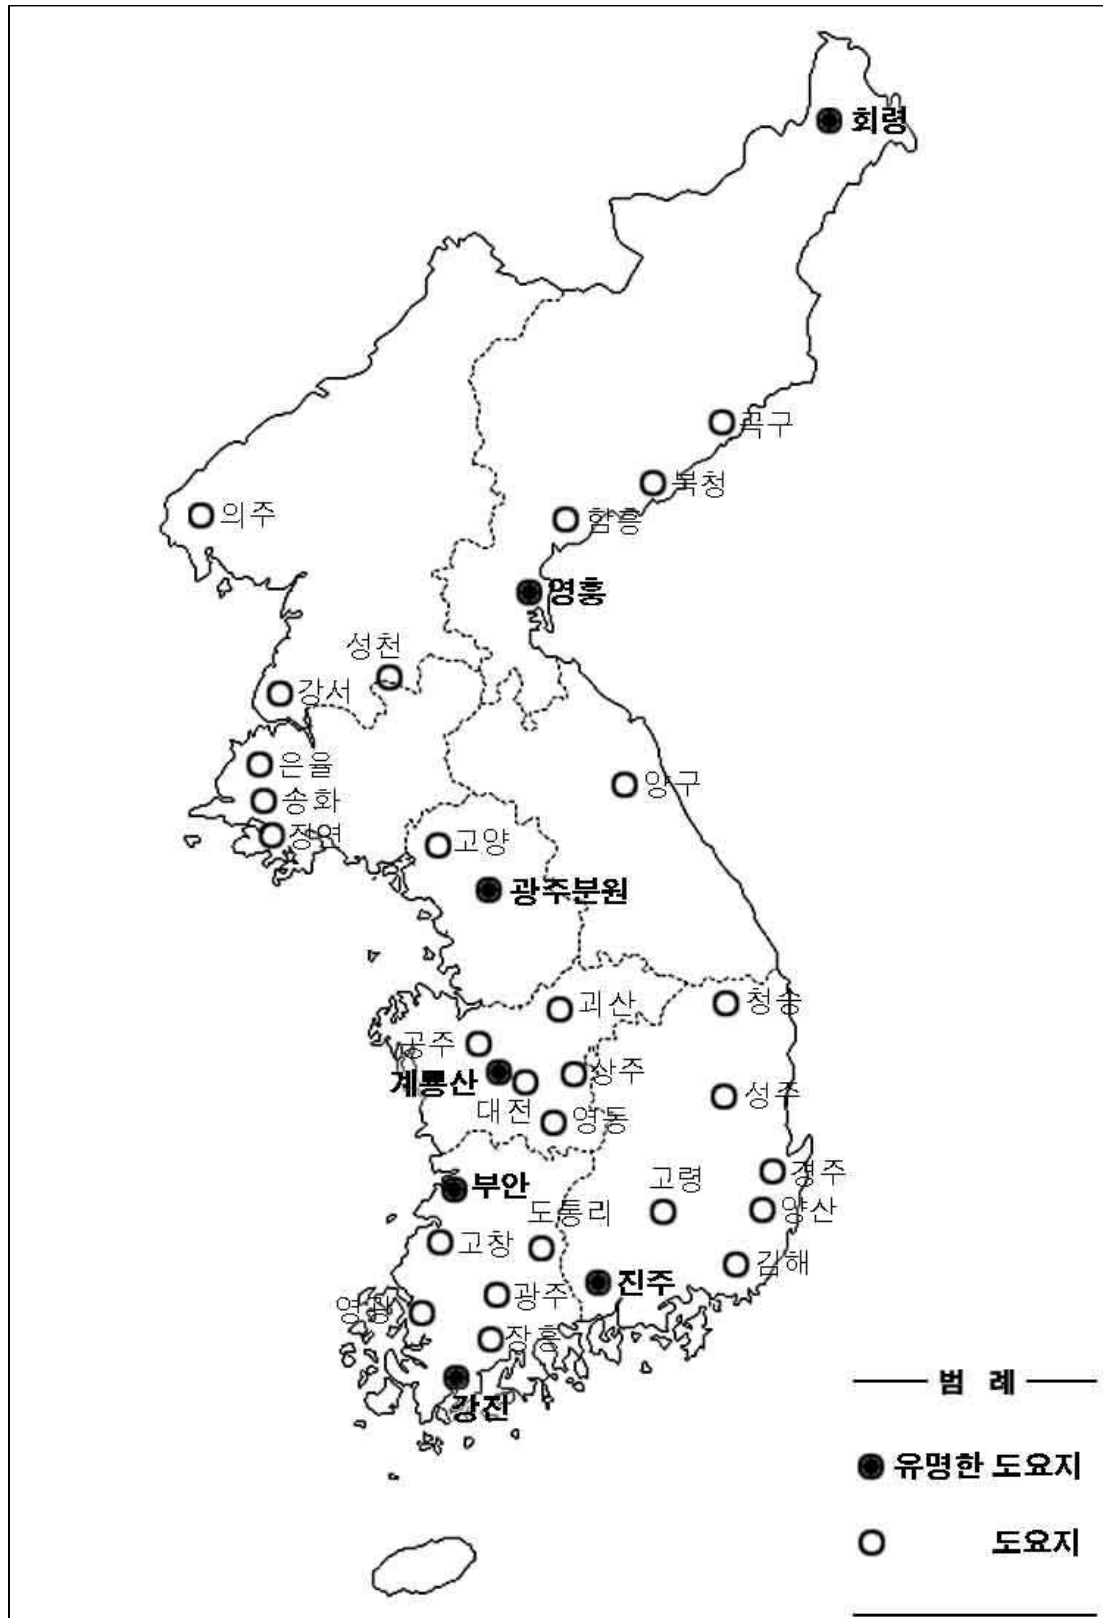 회령
곡구
북청
함흥
의주
영흥
성천
강서
은율
양구
송화
장연
고양
광주분원
괴산
청송
공주
계룡산
상주
대전
성주
영동
경주
고령
부안
양산
도통리
고창
김해
진주
광주
영광
장흥
강진
범 례
유명한 도요지
도요지